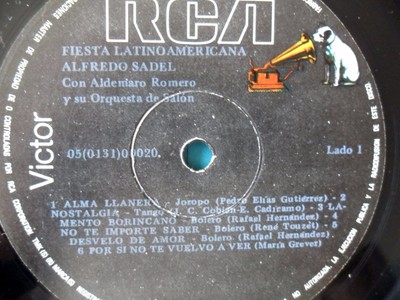 RCA
FIESTA LATINOAMERICANA
ALFREDO SADEL
Con Aldemaro Romero
y su Orquesta de Salón
Victor
05(0131)00020.
Lado 1
1 ALMA LLANERA - Joropo (Pedro Elías Gutiérrez) - 2
NOSTALGIA - Tango (J. C. Cobián-E. Cadícamo) - 3 LA-
MENTO BORINCANO - Bolero (Rafael Hernández) - 4
NO TE IMPORTE SABER - Bolero (René Touzet) - 5
DESVELO DE AMOR - Bolero (Rafael Hernández)
6 POR SI NO TE VUELVO A VER (María Grever)